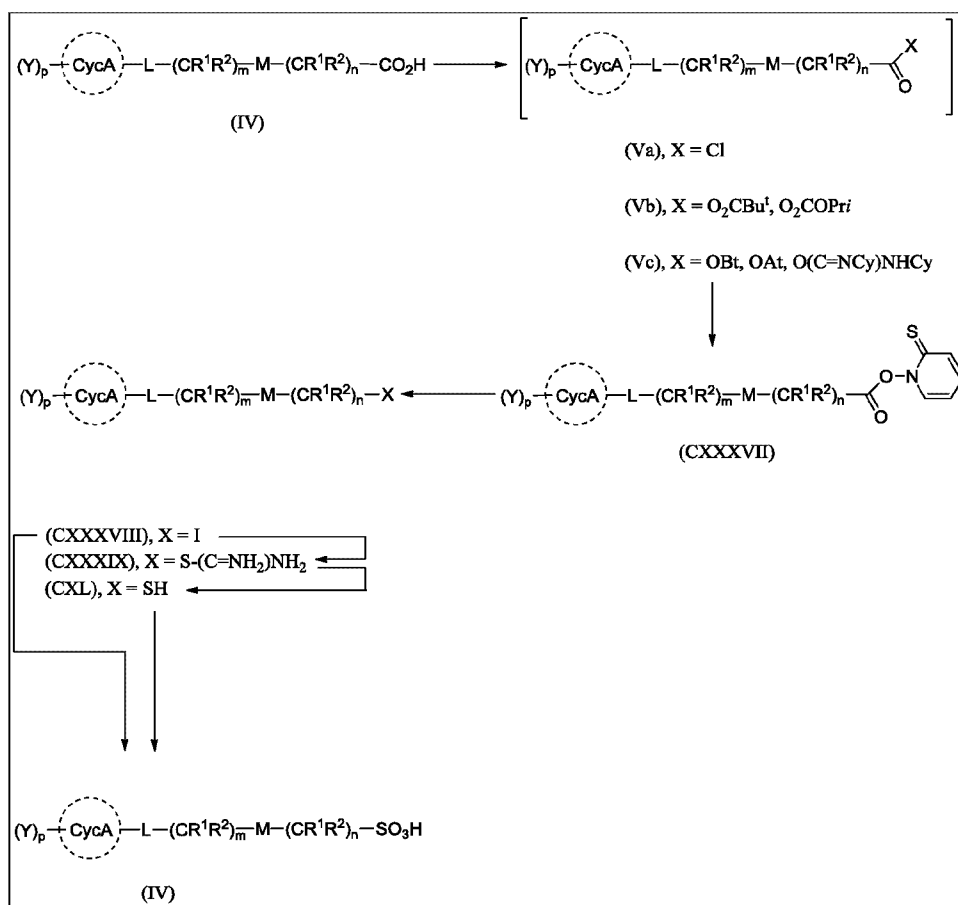 (Y)p CycA L (CR¹R²)m M (CR¹R²)n CO₂H
(Y)p CycA L (CR¹R²)m M (CR¹R²)n X
O
(IV)
(Va), X = Cl
(Vb), X = O₂CBuᵗ, O₂COPri
(Vc), X = OBt, OAt, O(C=NCy)NHCy
(Y)p CycA L (CR¹R²)m M (CR¹R²)n X
(Y)p CycA L (CR¹R²)m M (CR¹R²)n O N S
O
(CXXXVII)
(CXXXVIII), X = I
(CXXXIX), X = S-(C=NH₂)NH₂
(CXL), X = SH
(Y)p CycA L (CR¹R²)m M (CR¹R²)n SO₃H
(IV)